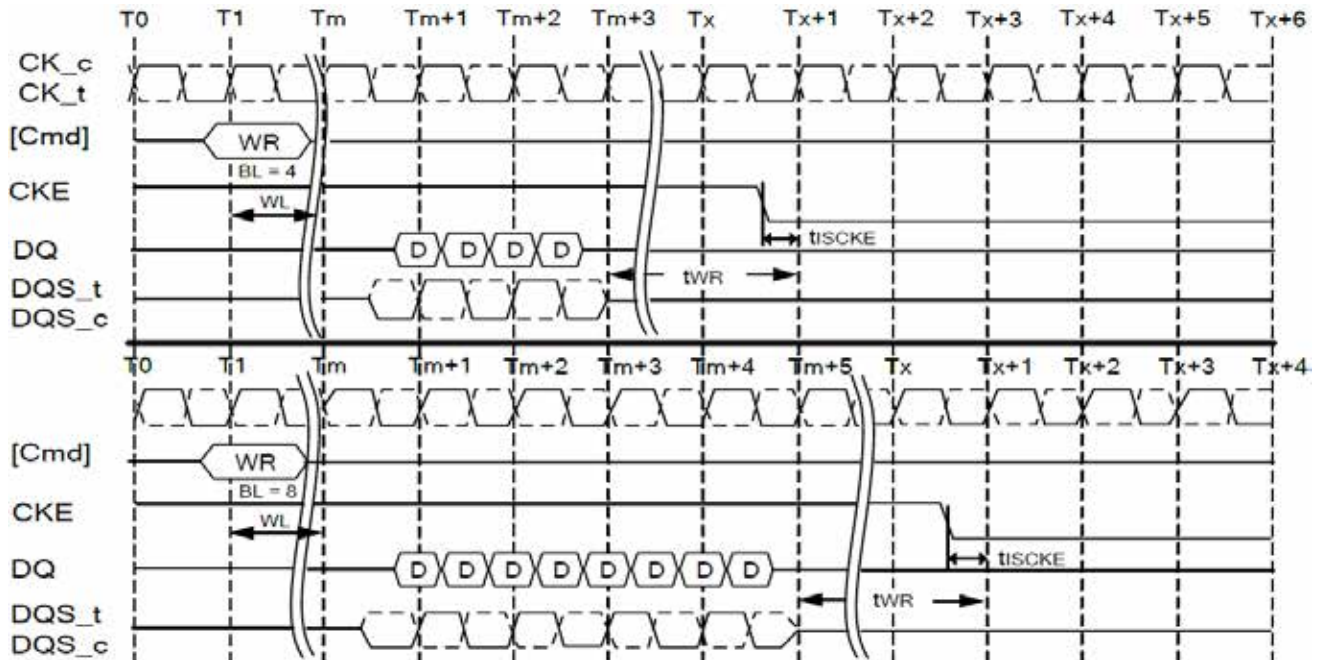 T0 T1 Tm Tm+1 Tm+2 Tm+3 Tx Tx+1 Tx+2 Tx+3 Tx+4 Tx+5 Tx+6
CK_c
CK_t
[Cmd] WR
BL = 4
CKE
WL
tISCKE
DQ D D D D
tWR
DQS_t
DQS_c
T0 T1 Tm Tm+1 Tm+2 Tm+3 Tm+4 Tm+5 Tx Tx+1 Tx+2 Tx+3 Tx+4
[Cmd] WR
BL = 8
CKE
WL
tISCKE
DQ D D D D D D D D
tWR
DQS_t
DQS_c